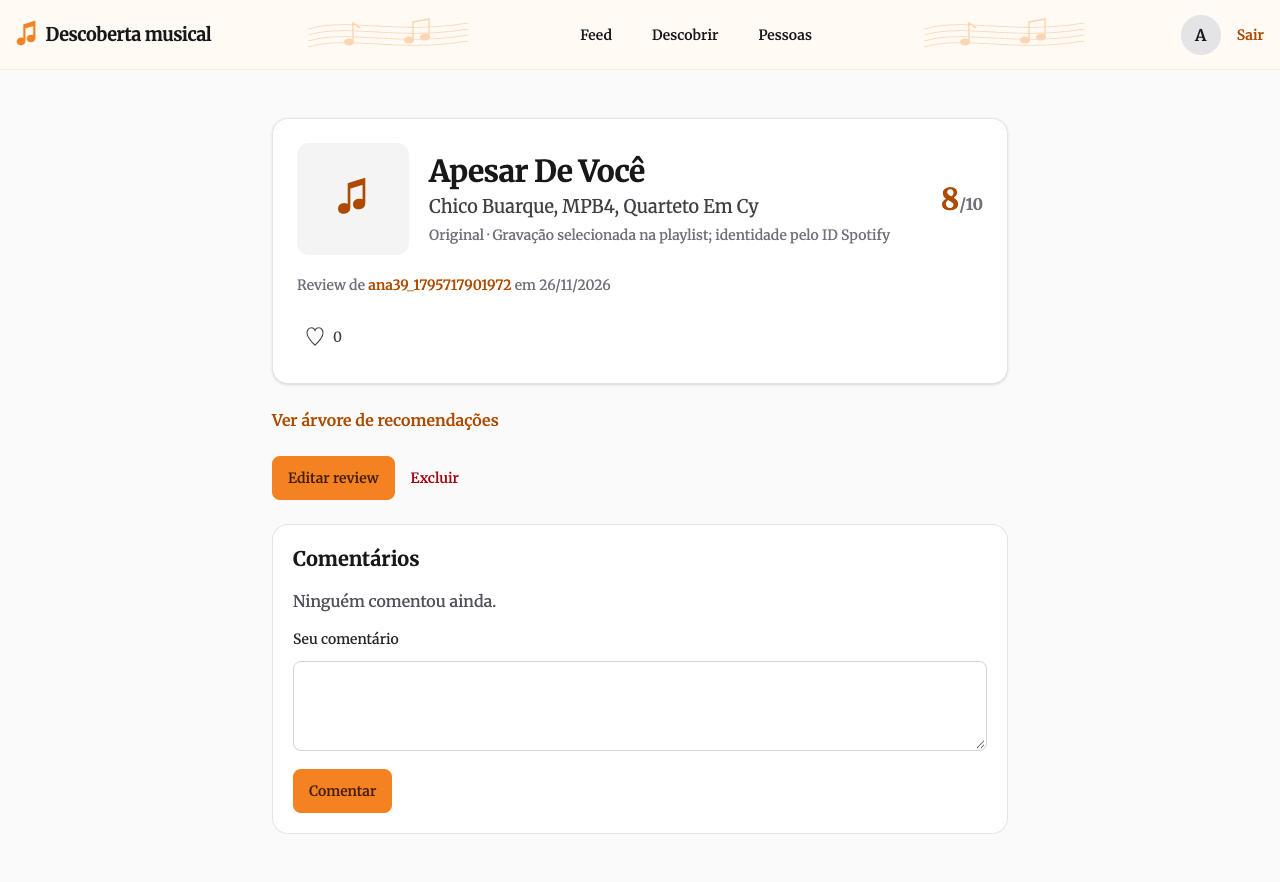 Descoberta musical
Feed
Descobrir
Pessoas
A
Sair
Apesar De Você
Chico Buarque, MPB4, Quarteto Em Cy
Original · Gravação selecionada na playlist; identidade pelo ID Spotify
8/10
Review de ana39_1795717901972 em 26/11/2026
0
Ver árvore de recomendações
Editar review
Excluir
Comentários
Ninguém comentou ainda.
Seu comentário
Comentar